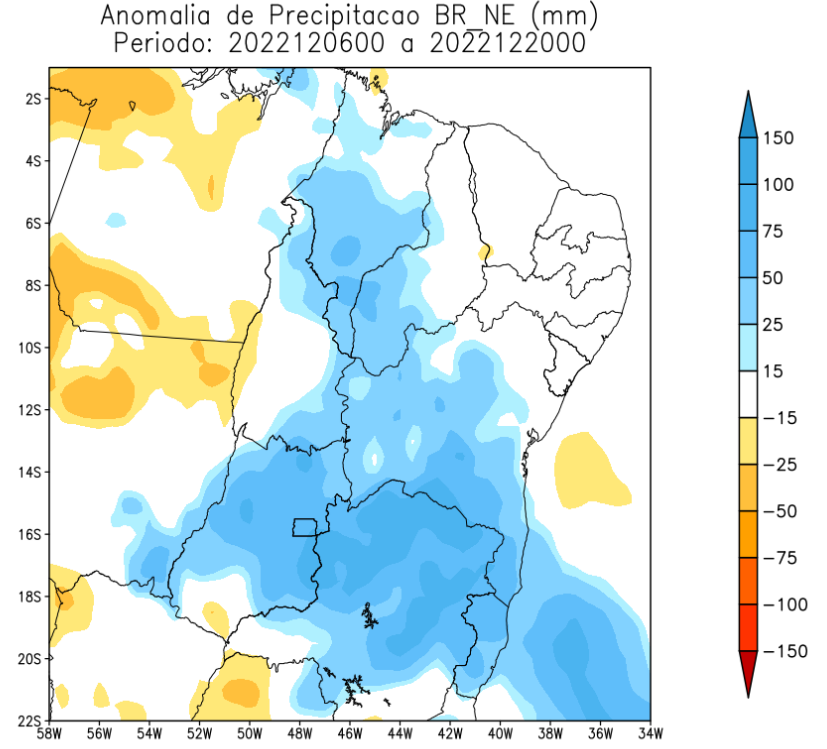 Anomalia de Precipitacao BR_NE (mm)
Periodo: 2022120600 a 2022122000
2S
4S
6S
8S
10S
12S
14S
16S
18S
20S
22S
58W 56W 54W 52W 50W 48W 46W 44W 42W 40W 38W 36W 34W
150
100
75
50
25
15
-15
-25
-50
-75
-100
-150